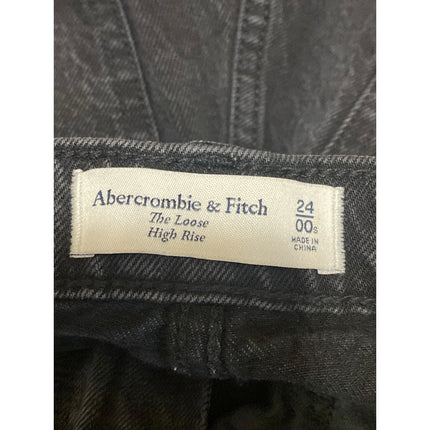 Abercrombie & Fitch
The Loose
High Rise
24
00s
MADE IN
CHINA